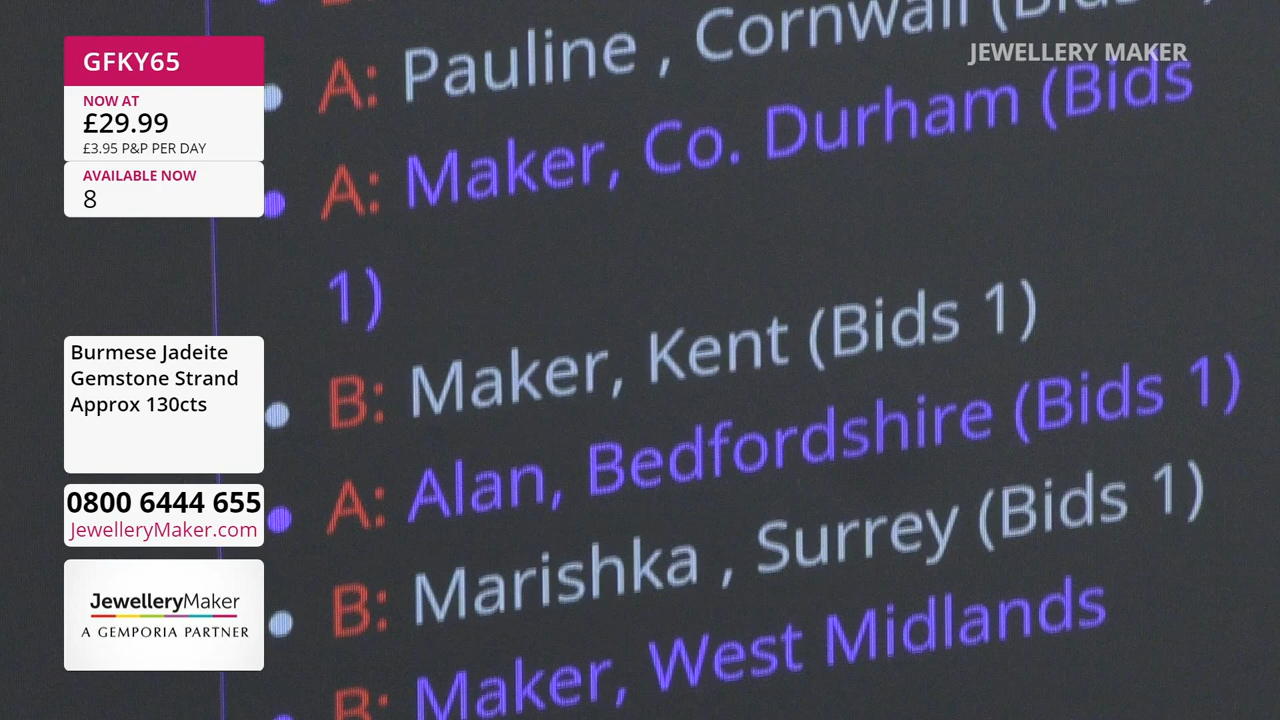 GFKY65
NOW AT
£29.99
£3.95 P&P PER DAY
AVAILABLE NOW
8
Burmese Jadeite
Gemstone Strand
Approx 130cts
0800 6444 655
JewelleryMaker.com
JewelleryMaker
A GEMPORIA PARTNER
JEWELLERY MAKER
A: Pauline , Cornwall (Bids
A: Maker, Co. Durham (Bids
1)
B: Maker, Kent (Bids 1)
A: Alan, Bedfordshire (Bids 1)
B: Marishka , Surrey (Bids 1)
B: Maker, West Midlands